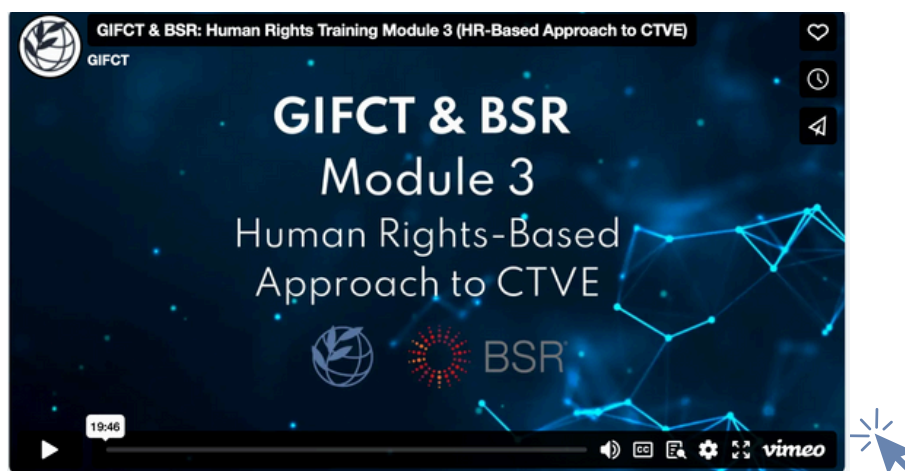 GIFCT & BSR: Human Rights Training Module 3 (HR-Based Approach to CTVE)
GIFCT
GIFCT & BSR
Module 3
Human Rights-Based
Approach to CTVE
BSR
19:46
CC
vimeo